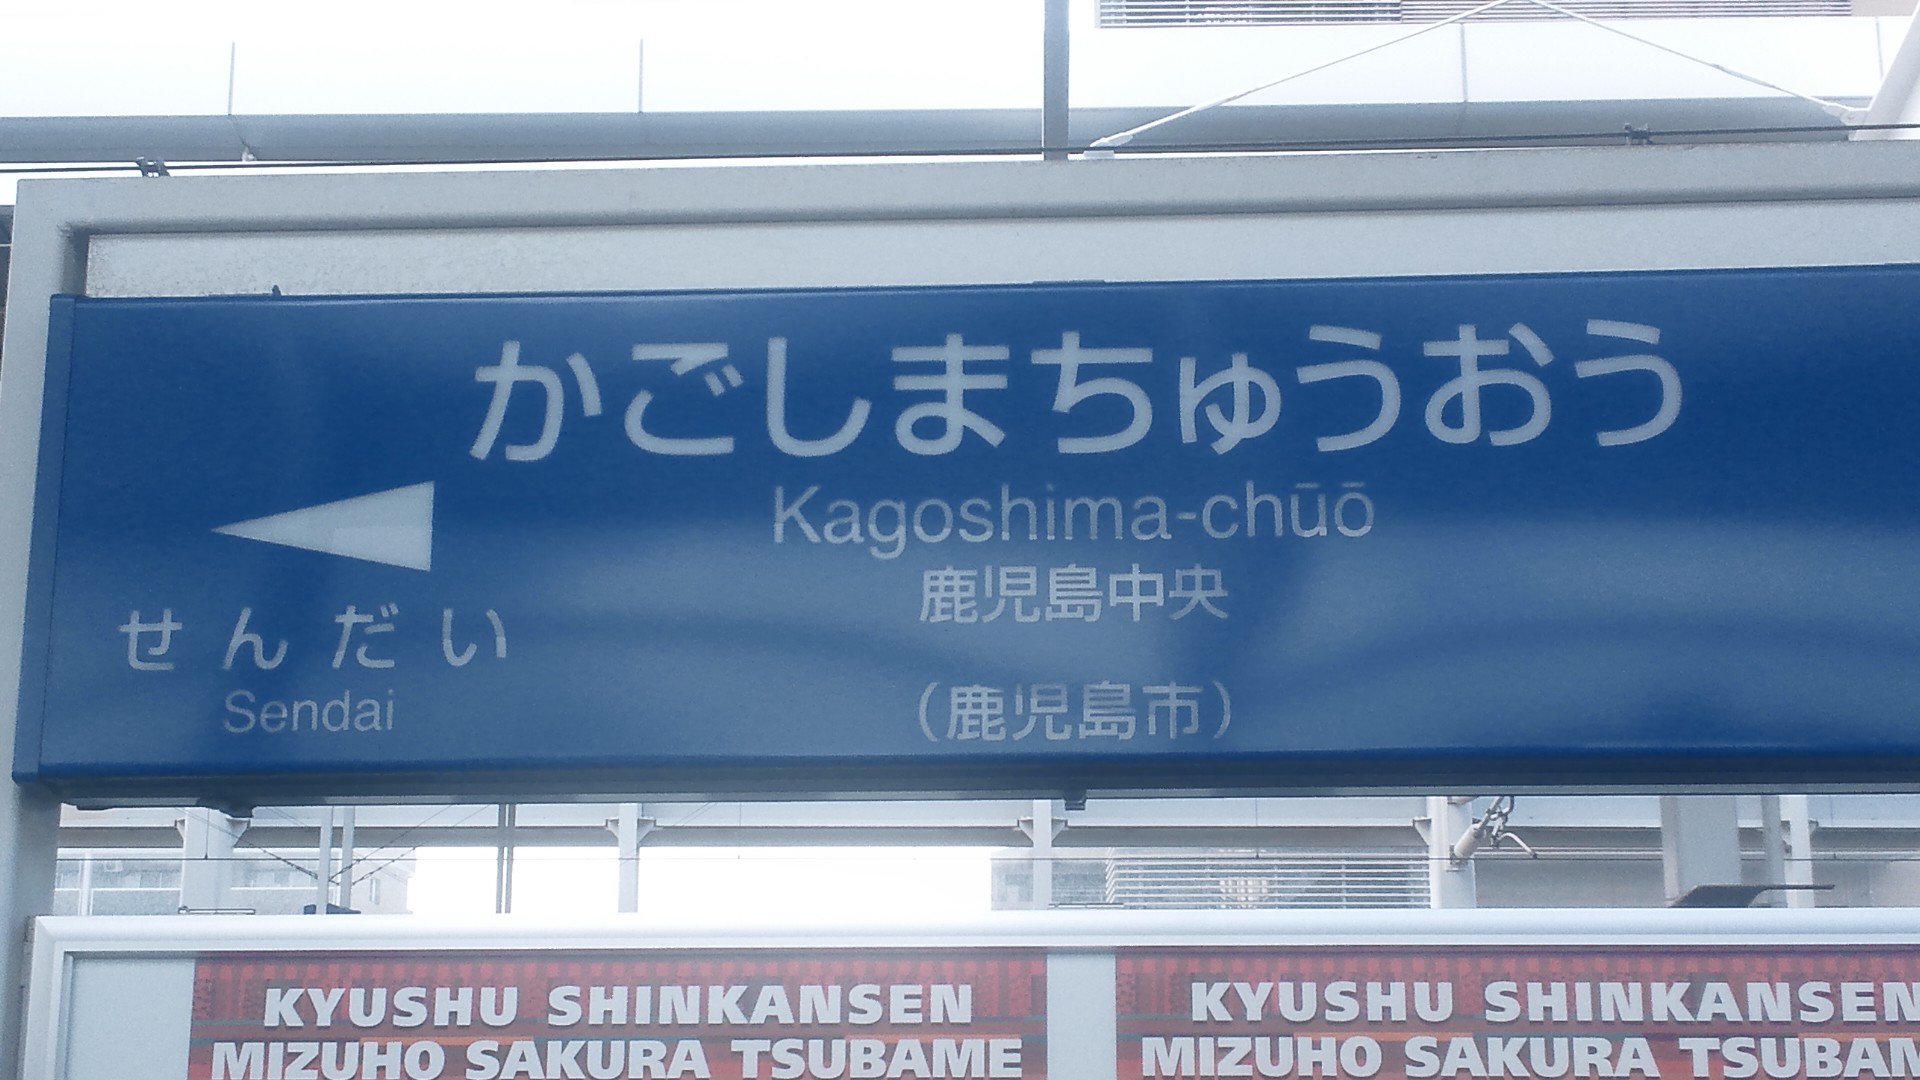 かごしまちゅうおう
Kagoshima-chūō
鹿児島中央
(鹿児島市)
せんだい
Sendai
KYUSHU SHINKANSEN
MIZUHO SAKURA TSUBAME
KYUSHU SHINKANSEN
MIZUHO SAKURA TSUBAM